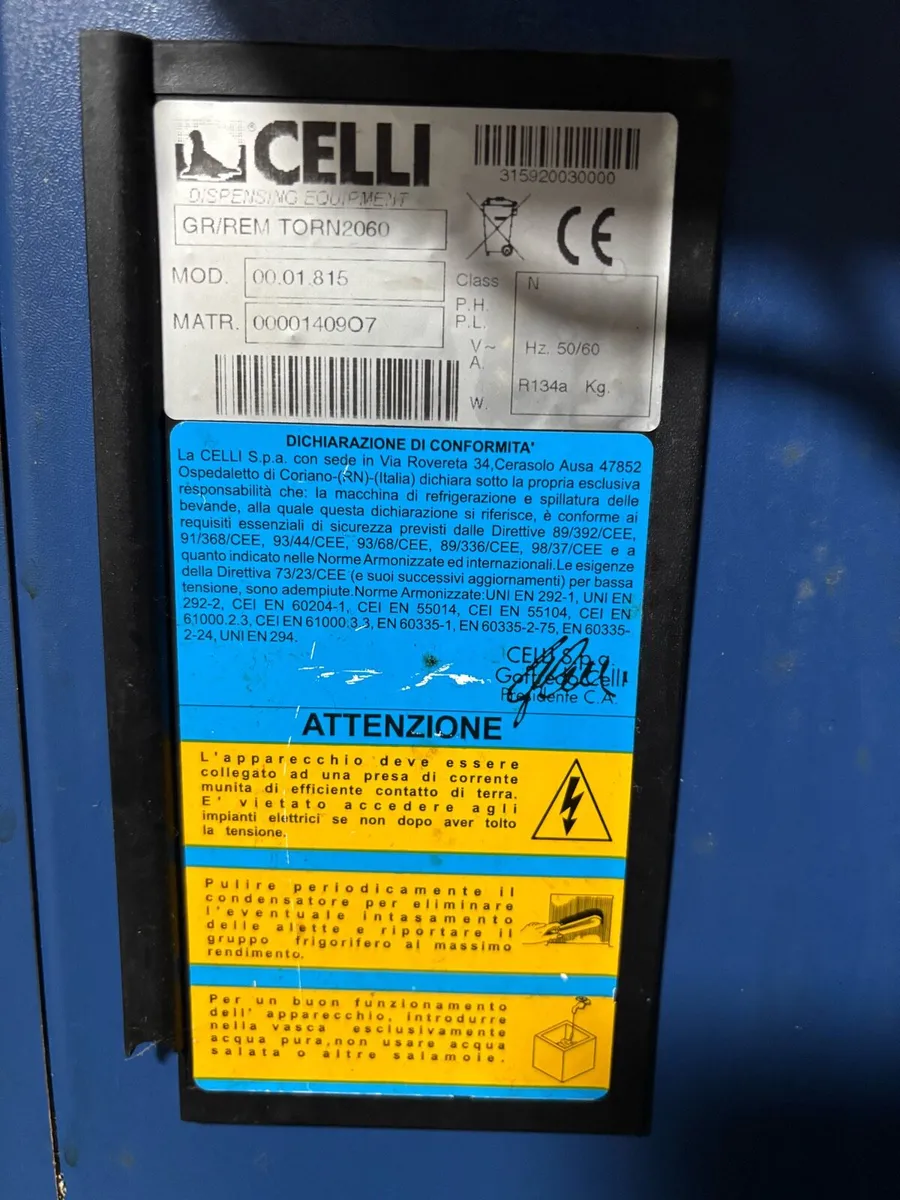 CELLI
315920030000
DISPENSING EQUIPMENT
GR/REM TORN2060
CE
MOD. 00.01.815
Class N
P.H.
P.L.
MATR. 0000140907
V~ Hz. 50/60
A.
R134a Kg.
W.
DICHIARAZIONE DI CONFORMITA'
La CELLI S.p.a. con sede in Via Rovereta 34,Cerasolo Ausa 47852
Ospedaletto di Coriano-(RN)-(Italia) dichiara sotto la propria esclusiva
responsabilità che: la macchina di refrigerazione e spillatura delle
bevande, alla quale questa dichiarazione si riferisce, è conforme ai
requisiti essenziali di sicurezza previsti dalle Direttive 89/392/CEE,
91/368/CEE, 93/44/CEE, 93/68/CEE, 89/336/CEE, 98/37/CEE e a
quanto indicato nelle Norme Armonizzate ed internazionali.Le esigenze
della Direttiva 73/23/CEE (e suoi successivi aggiornamenti) per bassa
tensione, sono adempiute.Norme Armonizzate:UNI EN 292-1, UNI EN
292-2, CEI EN 60204-1, CEI EN 55014, CEI EN 55104, CEI EN
61000.2.3, CEI EN 61000.3.3, EN 60335-1, EN 60335-2-75, EN 60335-
2-24, UNI EN 294.
CELLI S.p.a.
Celli
Presidente C.A.
ATTENZIONE
L'apparecchio deve essere
collegato ad una presa di corrente
munita di efficiente contatto di terra.
E' vietato accedere agli
impianti elettrici se non dopo aver tolto
la tensione.
Pulire periodicamente il
condensatore per eliminare
l'eventuale intasamento
delle alette e riportare il
gruppo frigorifero al massimo
rendimento.
Per un buon funzionamento
dell' apparecchio, introdurre
nella vasca esclusivamente
acqua pura,non usare acqua
salata o altre salamoie.